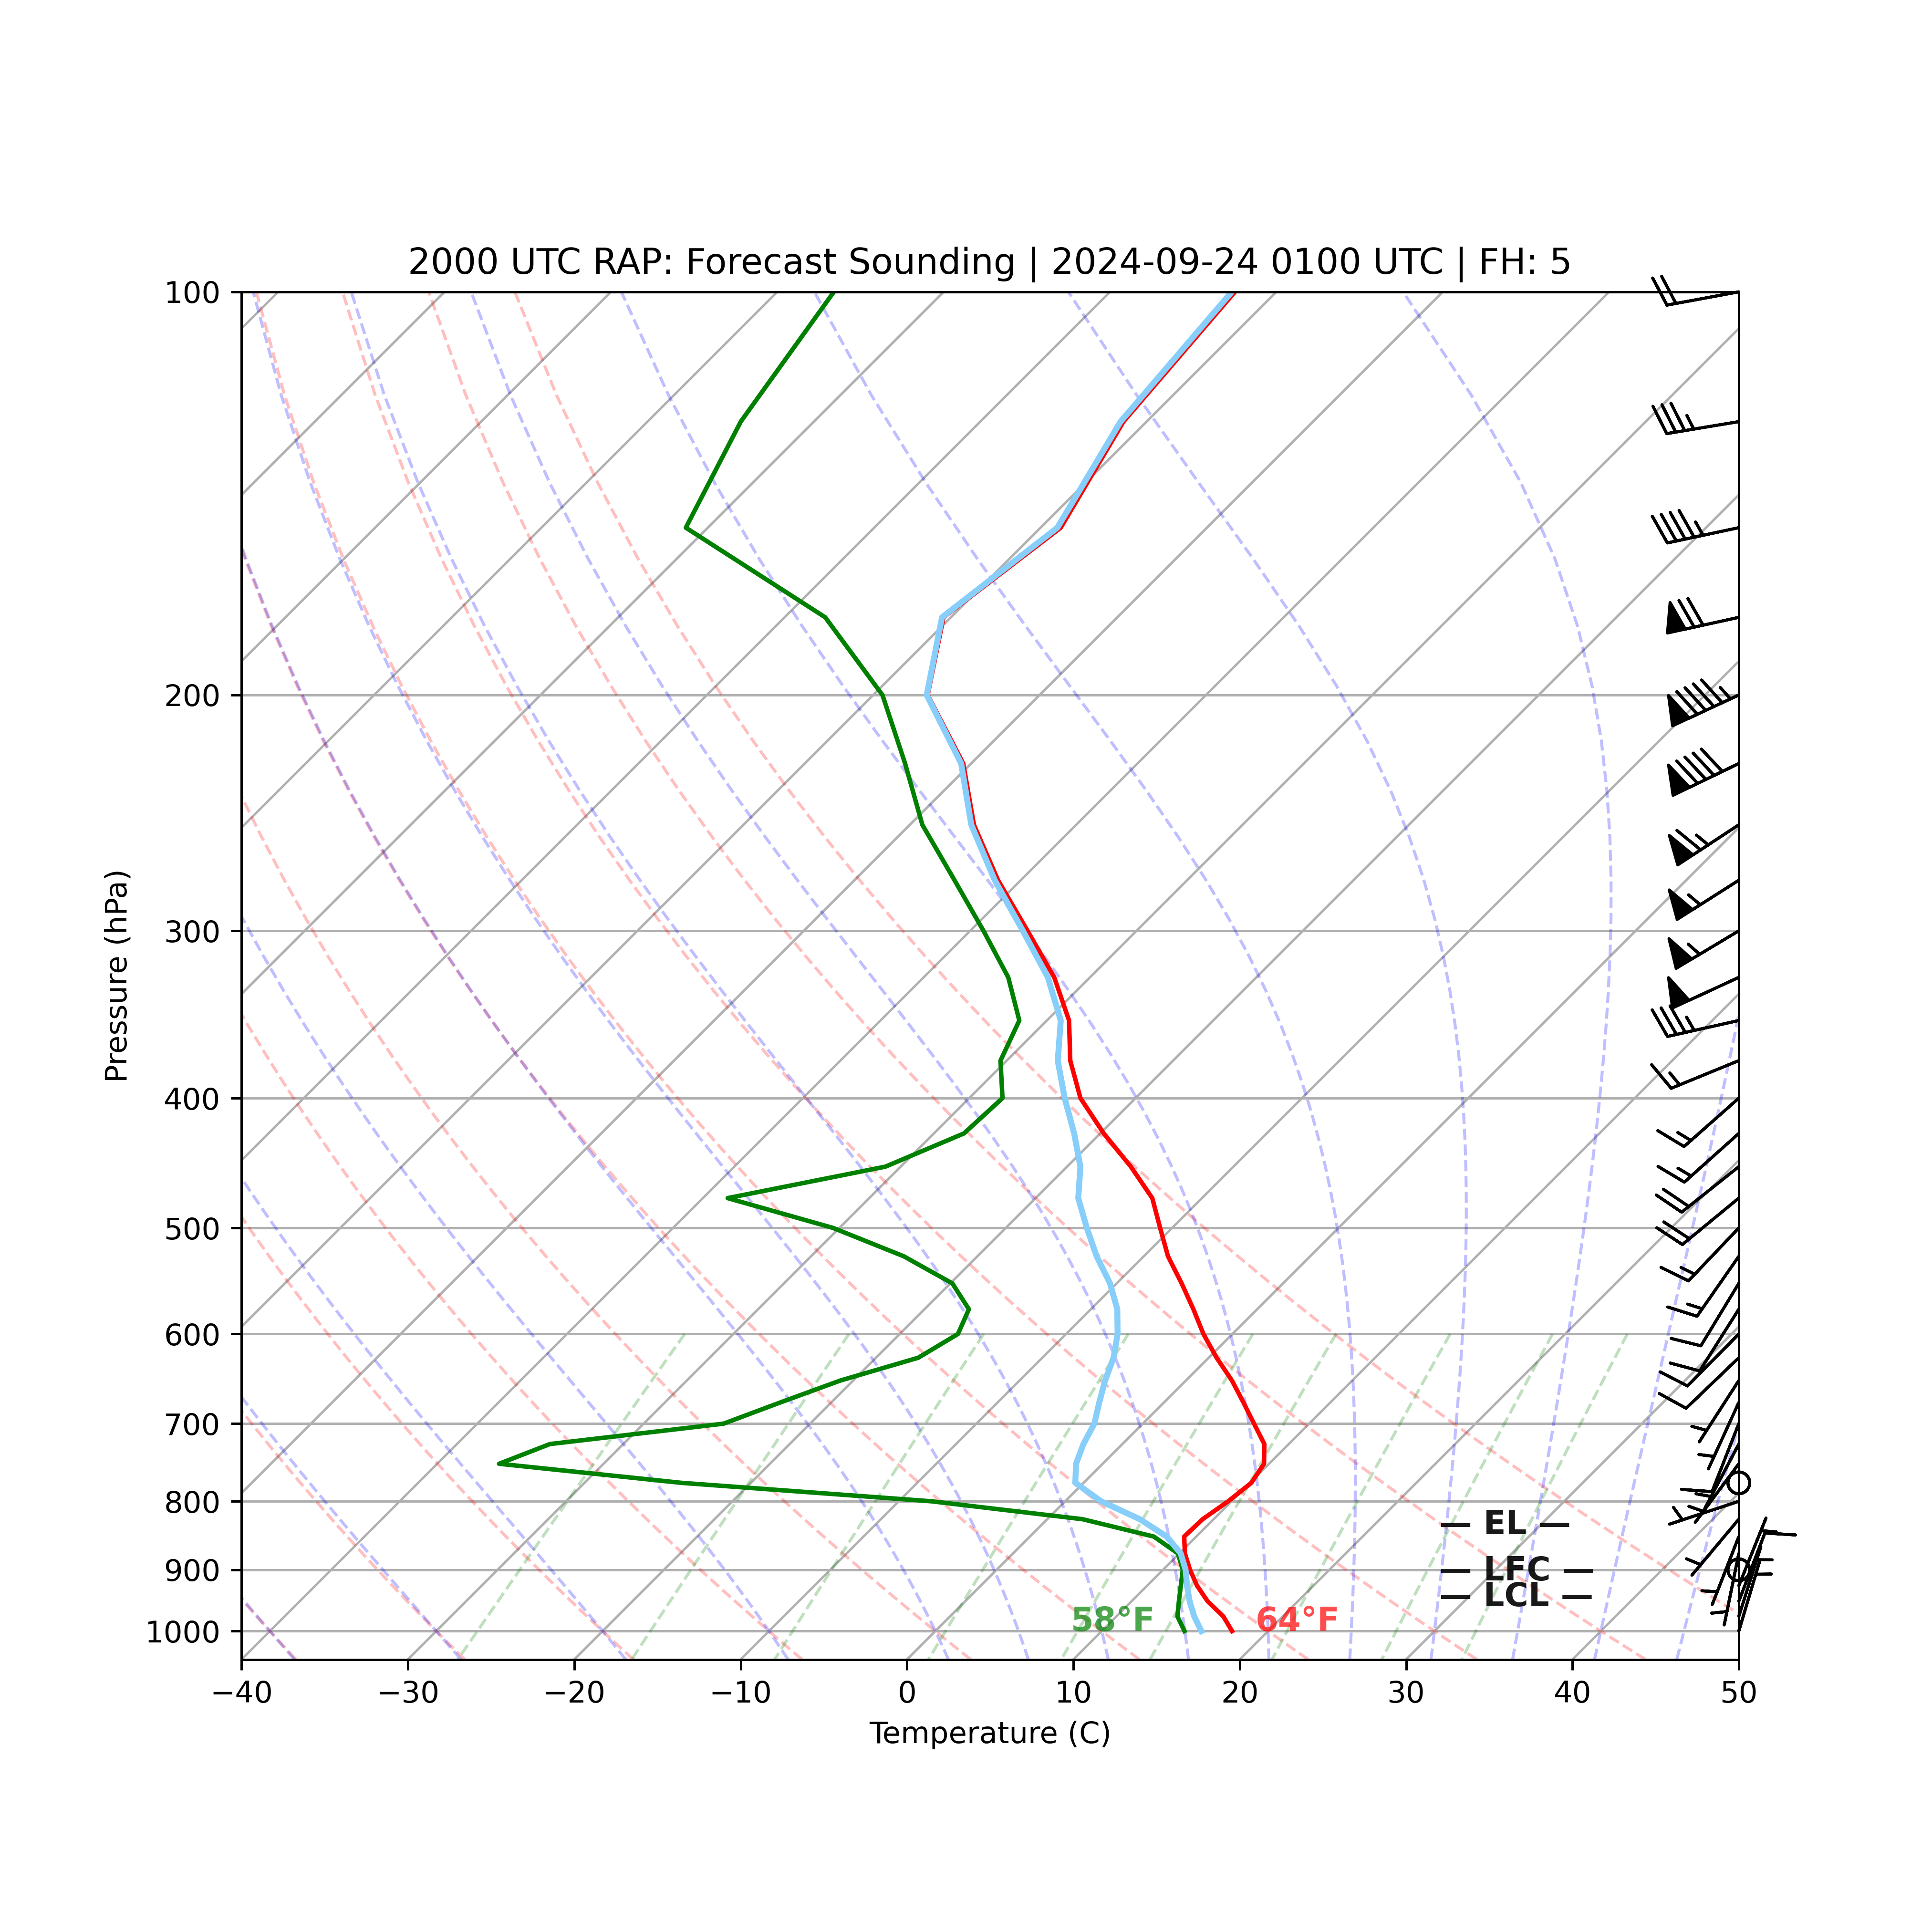 2000 UTC RAP: Forecast Sounding | 2024-09-24 0100 UTC | FH: 5
100
200
300
400
500
600
700
800
900
1000
Pressure (hPa)
— EL —
— LFC —
— LCL —
58°F 64°F
−40 −30 −20 −10 0 10 20 30 40 50
Temperature (C)